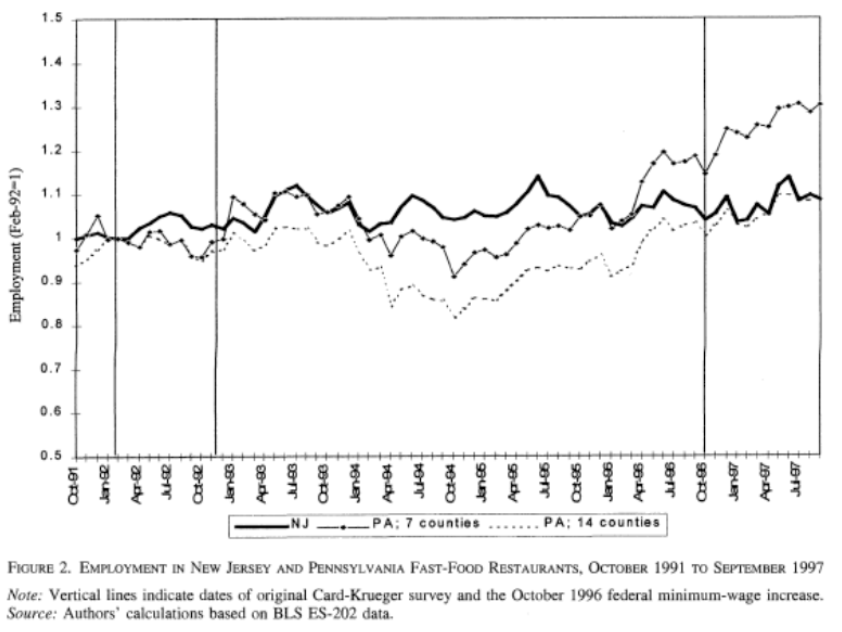 1.5
1.4
1.3
1.2
1.1
1
0.9
0.8
0.7
0.6
0.5
Employment (Feb-92=1)
Oct-91
Jan-92
Apr-92
Jul-92
Oct-92
Jan-93
Apr-93
Jul-93
Oct-93
Jan-94
Apr-94
Jul-94
Oct-94
Jan-95
Apr-95
Jul-95
Oct-95
Jan-96
Apr-96
Jul-96
Oct-96
Jan-97
Apr-97
Jul-97
NJ PA; 7 counties PA; 14 counties
FIGURE 2. EMPLOYMENT IN NEW JERSEY AND PENNSYLVANIA FAST-FOOD RESTAURANTS, OCTOBER 1991 TO SEPTEMBER 1997
Note: Vertical lines indicate dates of original Card-Krueger survey and the October 1996 federal minimum-wage increase.
Source: Authors' calculations based on BLS ES-202 data.